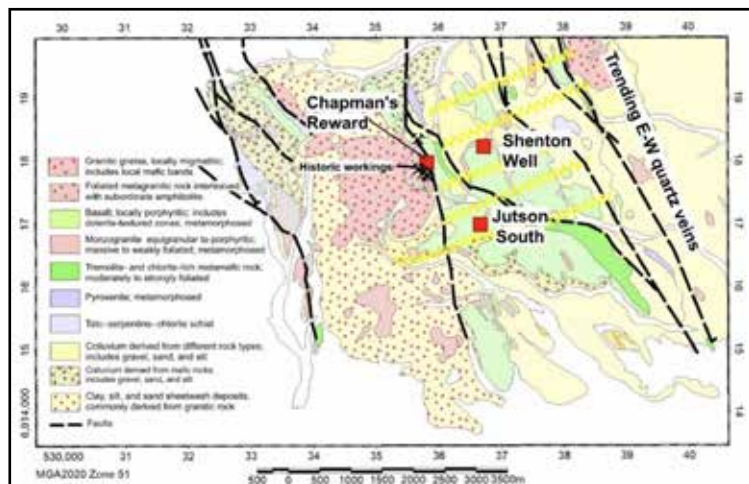 31 32 33 34 35 36 37 38 39 40
19
18
17
16
15
6,014,000
19
18
17
16
15
14
Chapman's
Reward
Historic workings
Shenton
Well
Jutson
South
Trending E-W quartz veins
Granitic gneiss, locally migmatitic;
includes local mafic bands
Foliated metagranitic rock interleaved
with subordinate amphibolite
Basalt, locally porphyritic; includes
dolerite-textured zones; metamorphosed
Monzogranite; equigranular to porphyritic;
massive to weakly foliated; metamorphosed
Tremolite- and chlorite-rich metamafic rock;
moderately to strongly foliated
Pyroxenite; metamorphosed
Talc–serpentine–chlorite schist
Colluvium derived from different rock types;
includes gravel, sand, and silt
Colluvium derived from mafic rocks
includes gravel, sand, and silt
Clay, silt, and sand sheetwash deposits,
commonly derived from granitic rock
Faults
530,000 31 32 33 34 35 36 37 38 39 40
MGA2020 Zone 51
500 0 500 1000 1500 2000 2500 3000 3500m